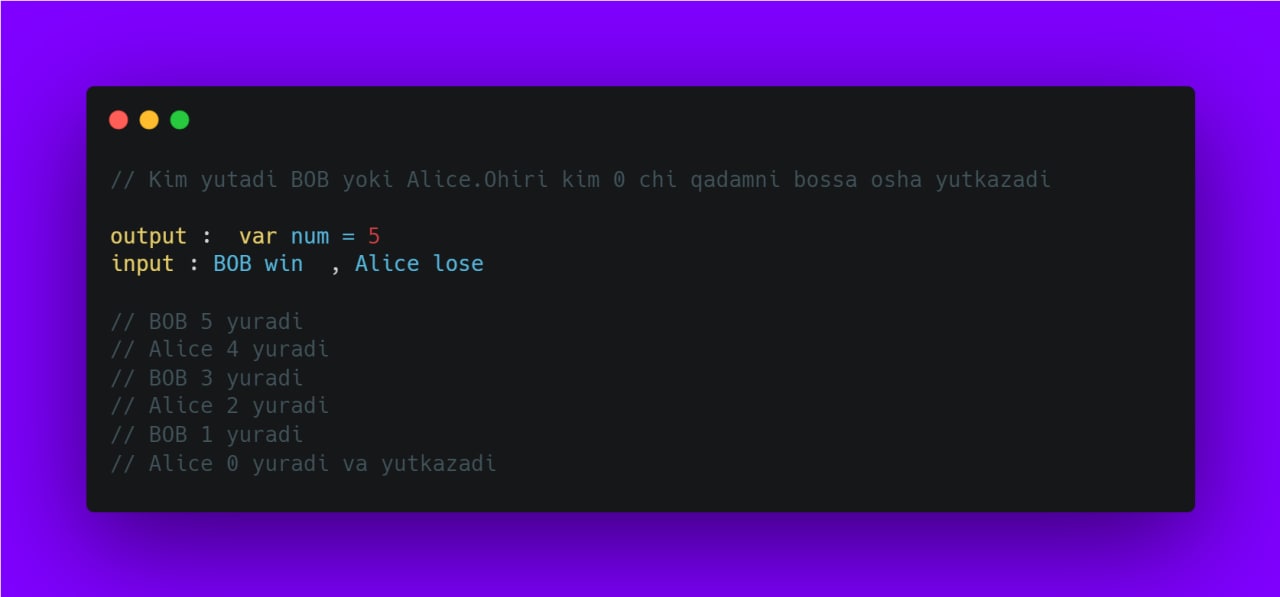 // Kim yutadi BOB yoki Alice.Ohiri kim 0 chi qadamni bossa osha yutkazadi
output :  var num = 5
input : BOB win  , Alice lose
// BOB 5 yuradi
// Alice 4 yuradi
// BOB 3 yuradi
// Alice 2 yuradi
// BOB 1 yuradi
// Alice 0 yuradi va yutkazadi